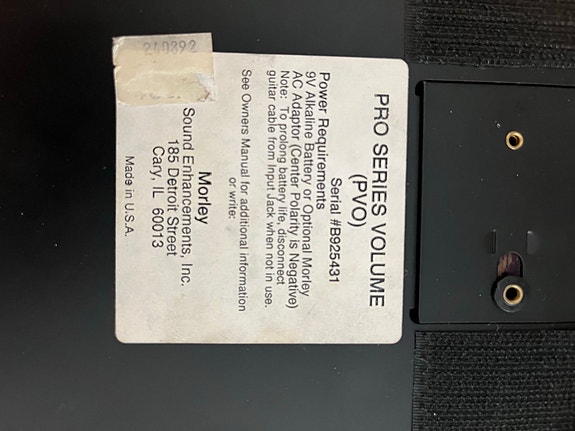 PRO SERIES VOLUME
(PVO)
Serial #B925431
Power Requirements
9V Alkaline Battery or Optional Morley
AC Adaptor (Center Polarity is Negative)
Note: To prolong battery life, disconnect
guitar cable from Input Jack when not in use.
See Owners Manual for additional information
or write:
Morley
Sound Enhancements, Inc.
185 Detroit Street
Cary, IL 60013
Made in U.S.A.
240892